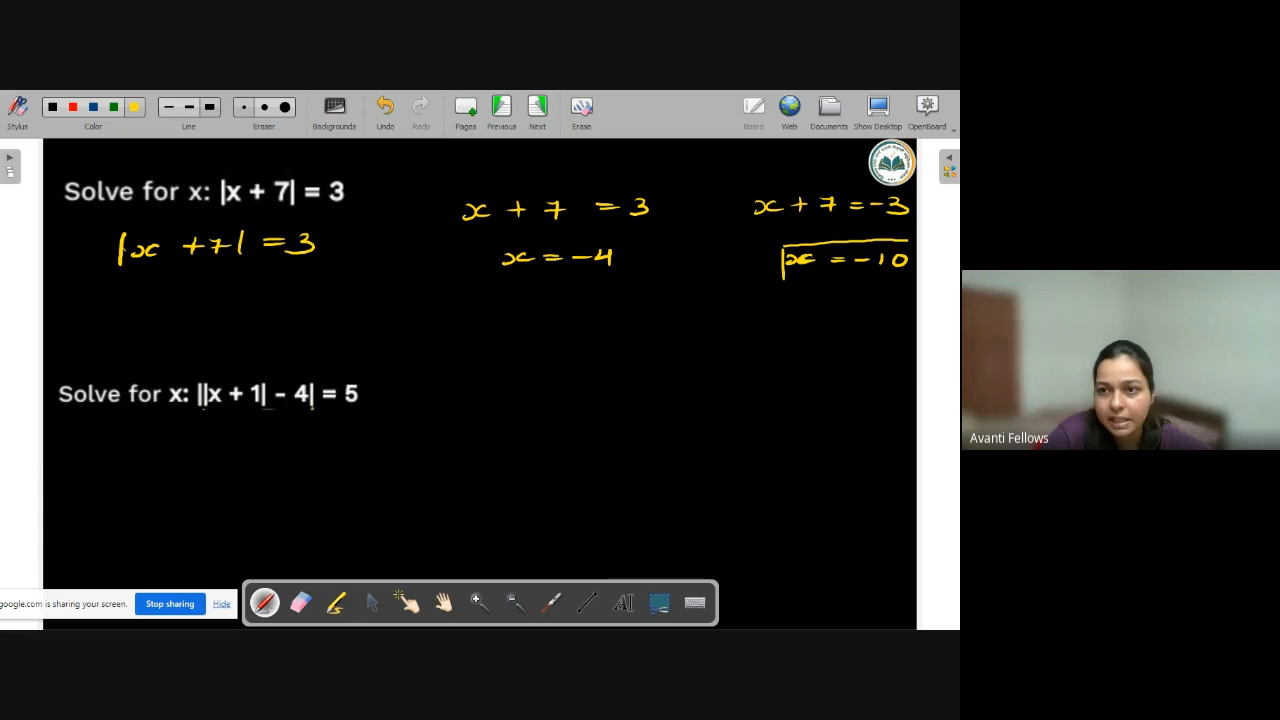 Stylus
Color
Line
Eraser
Backgrounds
Undo
Redo
Pages
Previous
Next
Erase
Board
Web
Documents
Show Desktop
OpenBoard
Solve for x: |x + 7| = 3
|x + 7| = 3
x + 7 = 3
x = -4
x + 7 = -3
x = -10
Solve for x: ||x + 1| - 4| = 5
Avanti Fellows
google.com is sharing your screen.
Stop sharing
Hide
AI